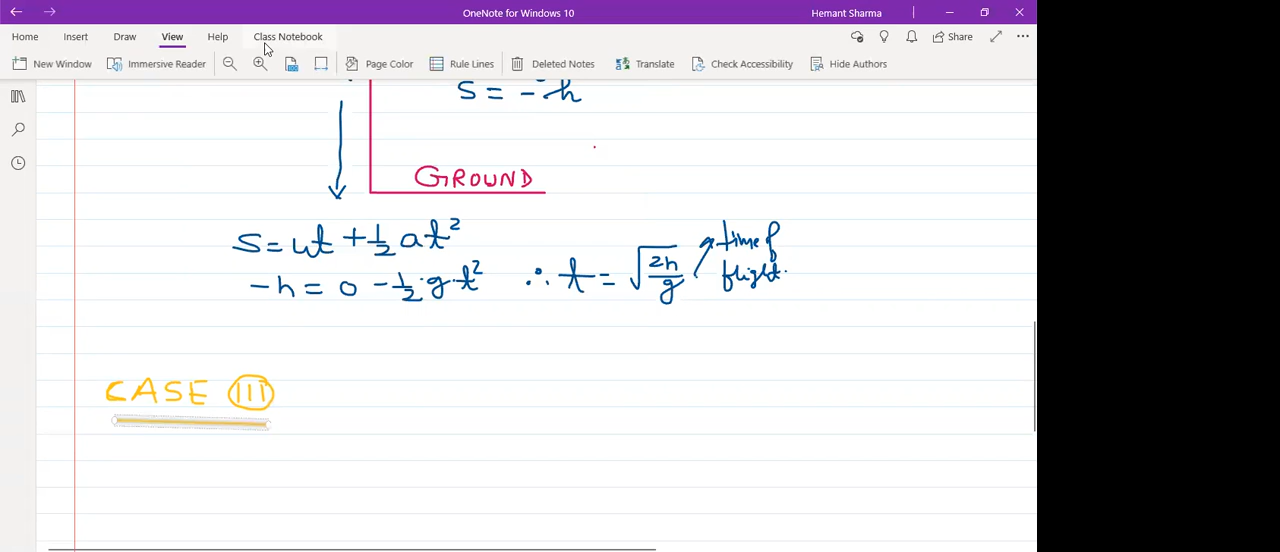 OneNote for Windows 10
Hemant Sharma
Home Insert Draw View Help Class Notebook
Share
New Window Immersive Reader Page Color Rule Lines Deleted Notes Translate Check Accessibility Hide Authors
S = -h
GROUND
S = ut + 1/2 at²
-h = 0 - 1/2 · g · t² ∴ t = √(2h/g) time of flight.
CASE III